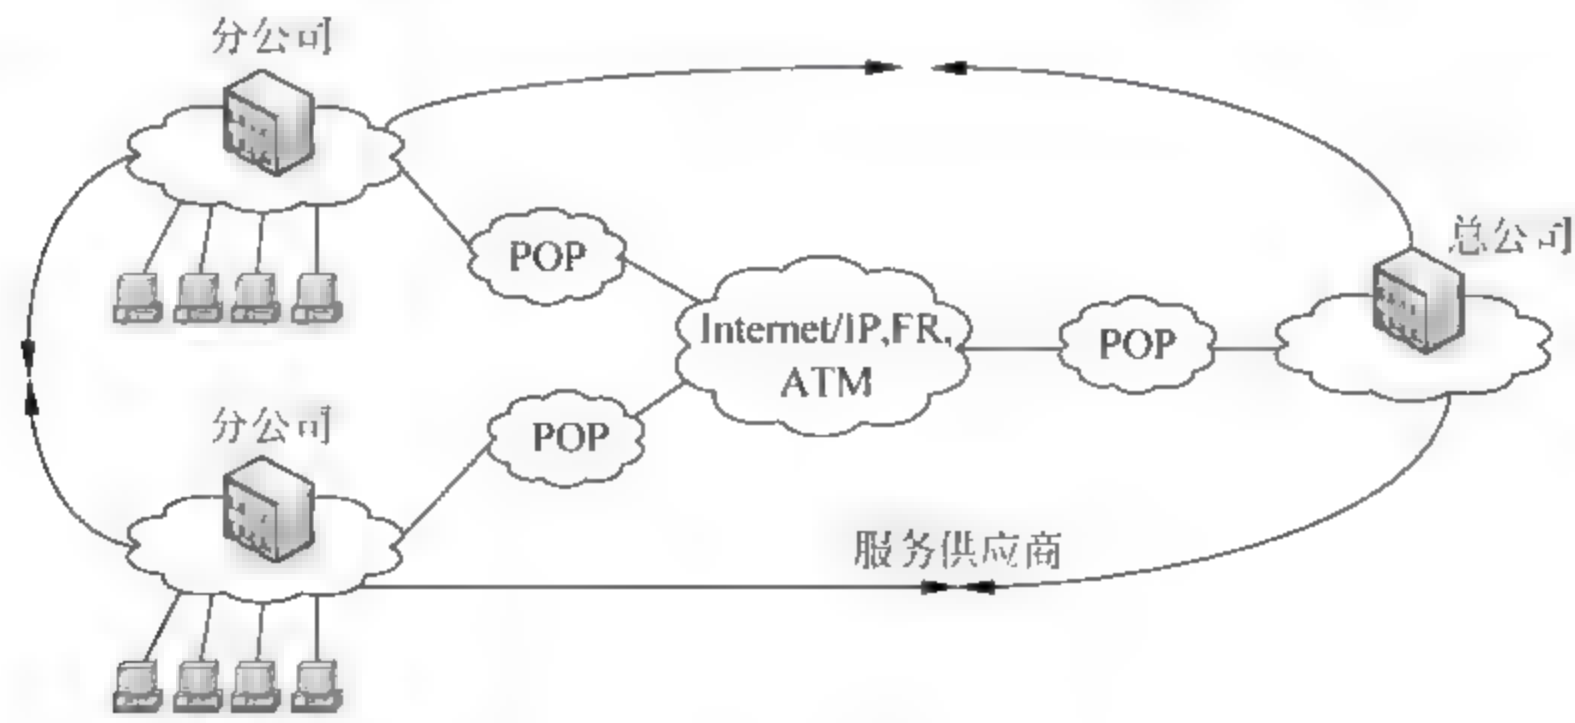 分公司
总公司
POP
Internet/IP,FR,
ATM
POP
POP
分公司
服务供应商